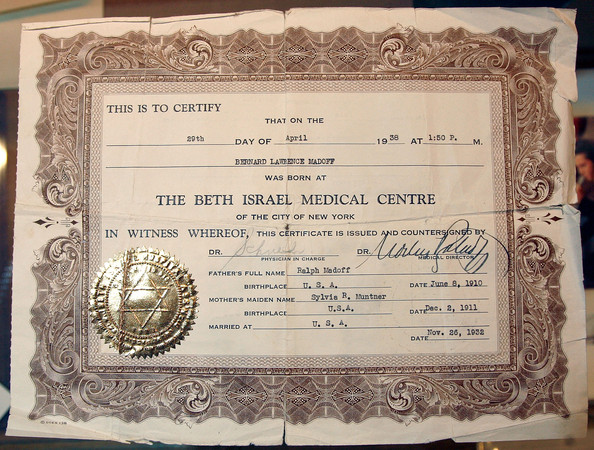 THIS IS TO CERTIFY
THAT ON THE
29th DAY OF April 1938 AT 1:50 P. M.
BERNARD LAWRENCE MADOFF
WAS BORN AT
THE BETH ISRAEL MEDICAL CENTRE
OF THE CITY OF NEW YORK
IN WITNESS WHEREOF, THIS CERTIFICATE IS ISSUED AND COUNTERSIGNED BY
DR. DR.
PHYSICIAN IN CHARGE MEDICAL DIRECTOR
FATHER'S FULL NAME Ralph Madoff
BIRTHPLACE U. S. A. DATE June 8, 1910
MOTHER'S MAIDEN NAME Sylvia R. Muntner
BIRTHPLACE U.S.A. DATE Dec. 2, 1911
MARRIED AT U. S. A. DATE Nov. 26, 1932